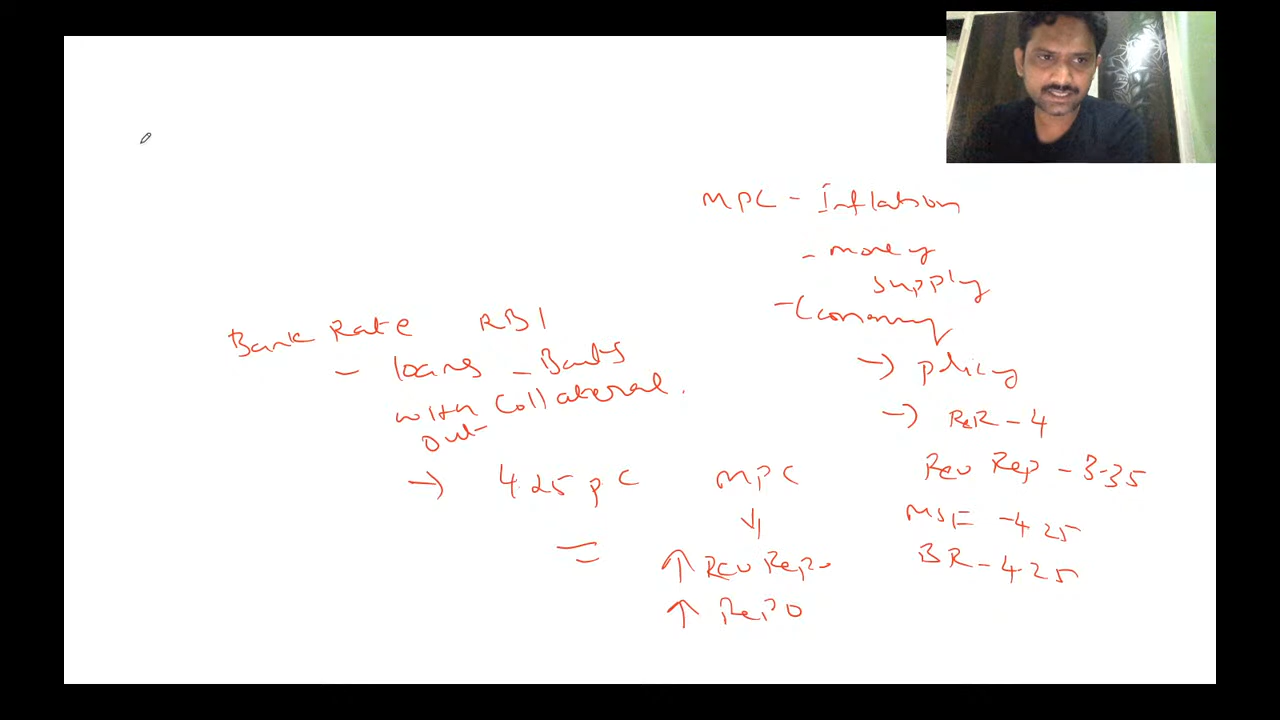 MPC - Inflation
- money
supply
- Economy
→ policy
→ ReR - 4
Rev Rep - 3.35
MSF - 4.25
BR - 4.25
Bank Rate RBI
- loans - Banks
with collateral.
out
→ 4.25 pc
MPC
↓
↑ Rev Repo
↑ RePo